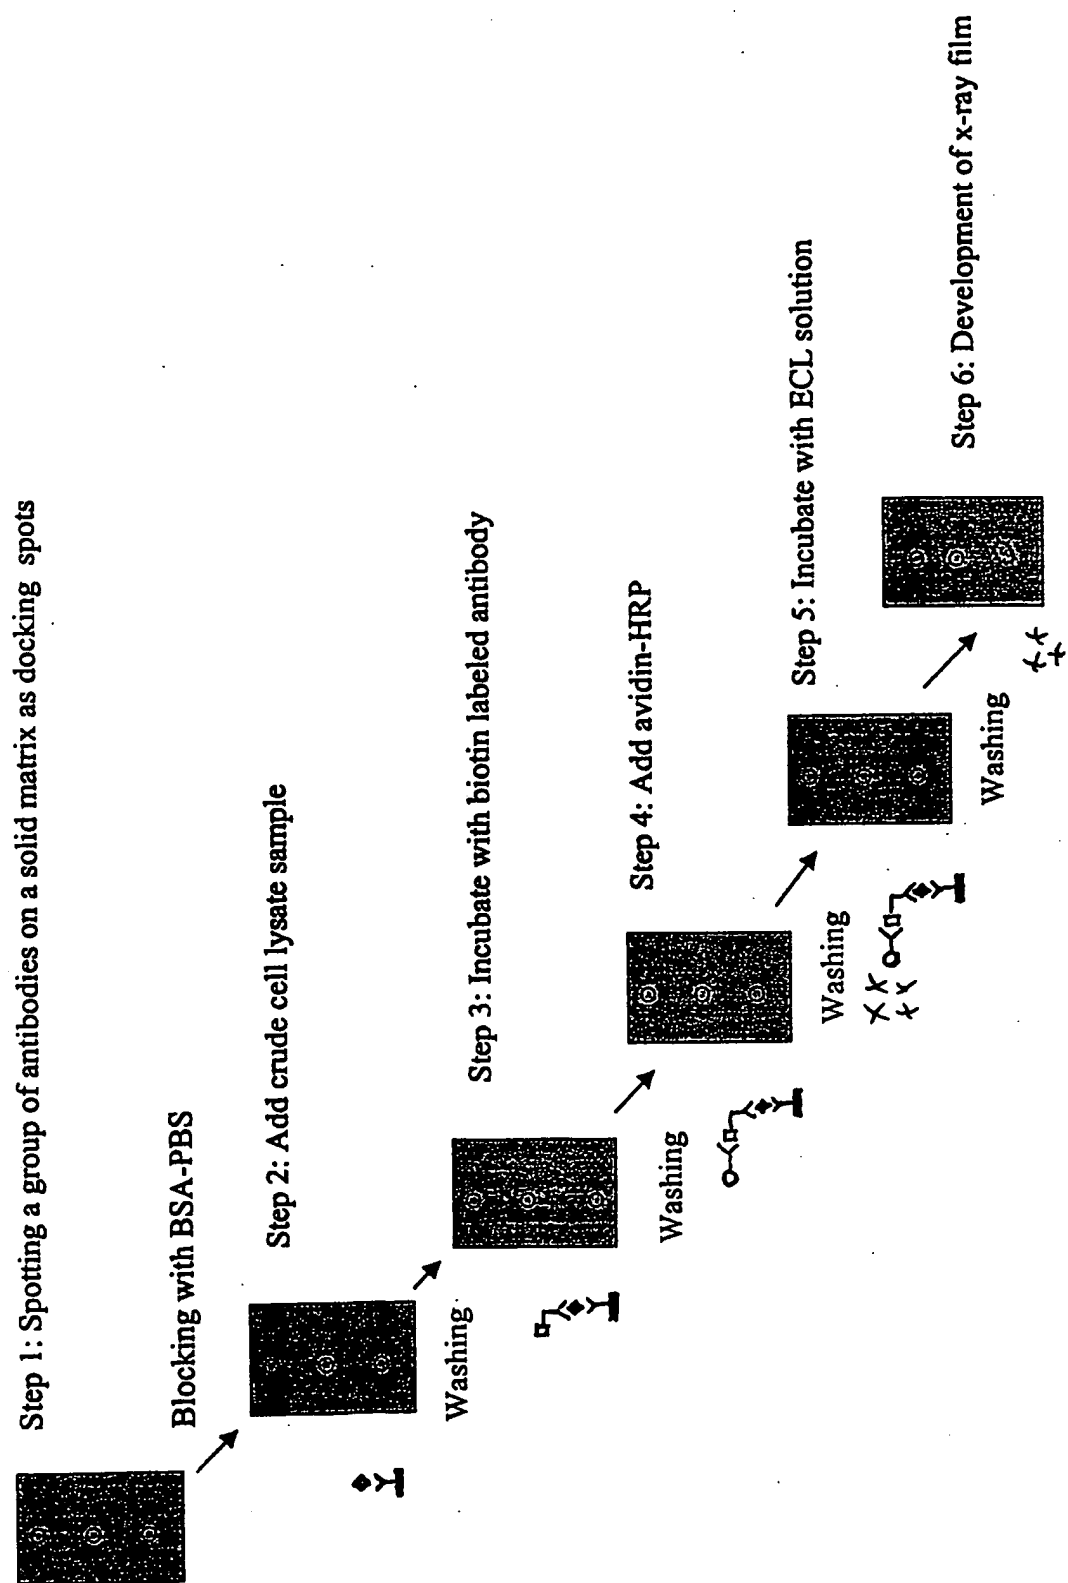 Step 1: Spotting a group of antibodies on a solid matrix as docking spots
Blocking with BSA-PBS
Step 2: Add crude cell lysate sample
Washing
Step 3: Incubate with biotin labeled antibody
Washing
Step 4: Add avidin-HRP
Washing
Step 5: Incubate with ECL solution
Washing
Step 6: Development of x-ray film